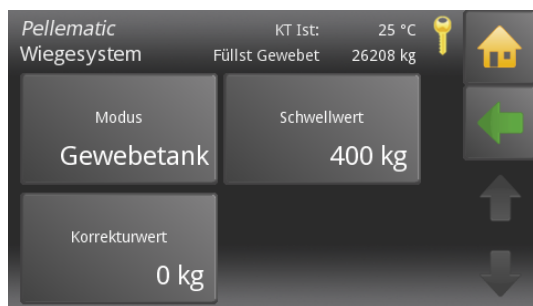 Pellematic KT Ist: 25 °C
Wiegesystem Füllst Gewebet 26208 kg
Modus
Gewebetank
Schwellwert
400 kg
Korrekturwert
0 kg